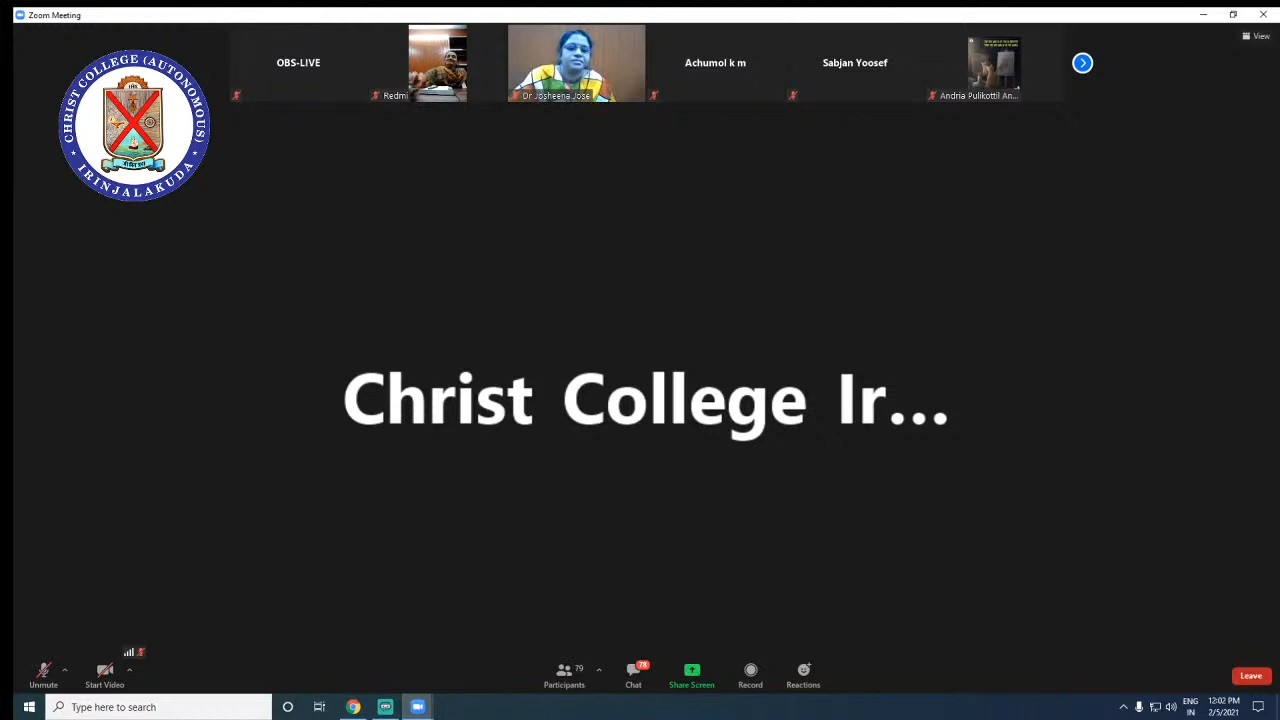 Zoom Meeting
View
CHRIST COLLEGE (AUTONOMOUS)
IRINJALAKUDA
IHS
OBS-LIVE
Redmi
Dr Josheena Jose
Achumol k m
Sabjan Yoosef
Andria Pulikottil An...
Christ College Ir...
Unmute
Start Video
79
Participants
78
Chat
Share Screen
Record
Reactions
Leave
Type here to search
ENG
IN
12:02 PM
2/5/2021